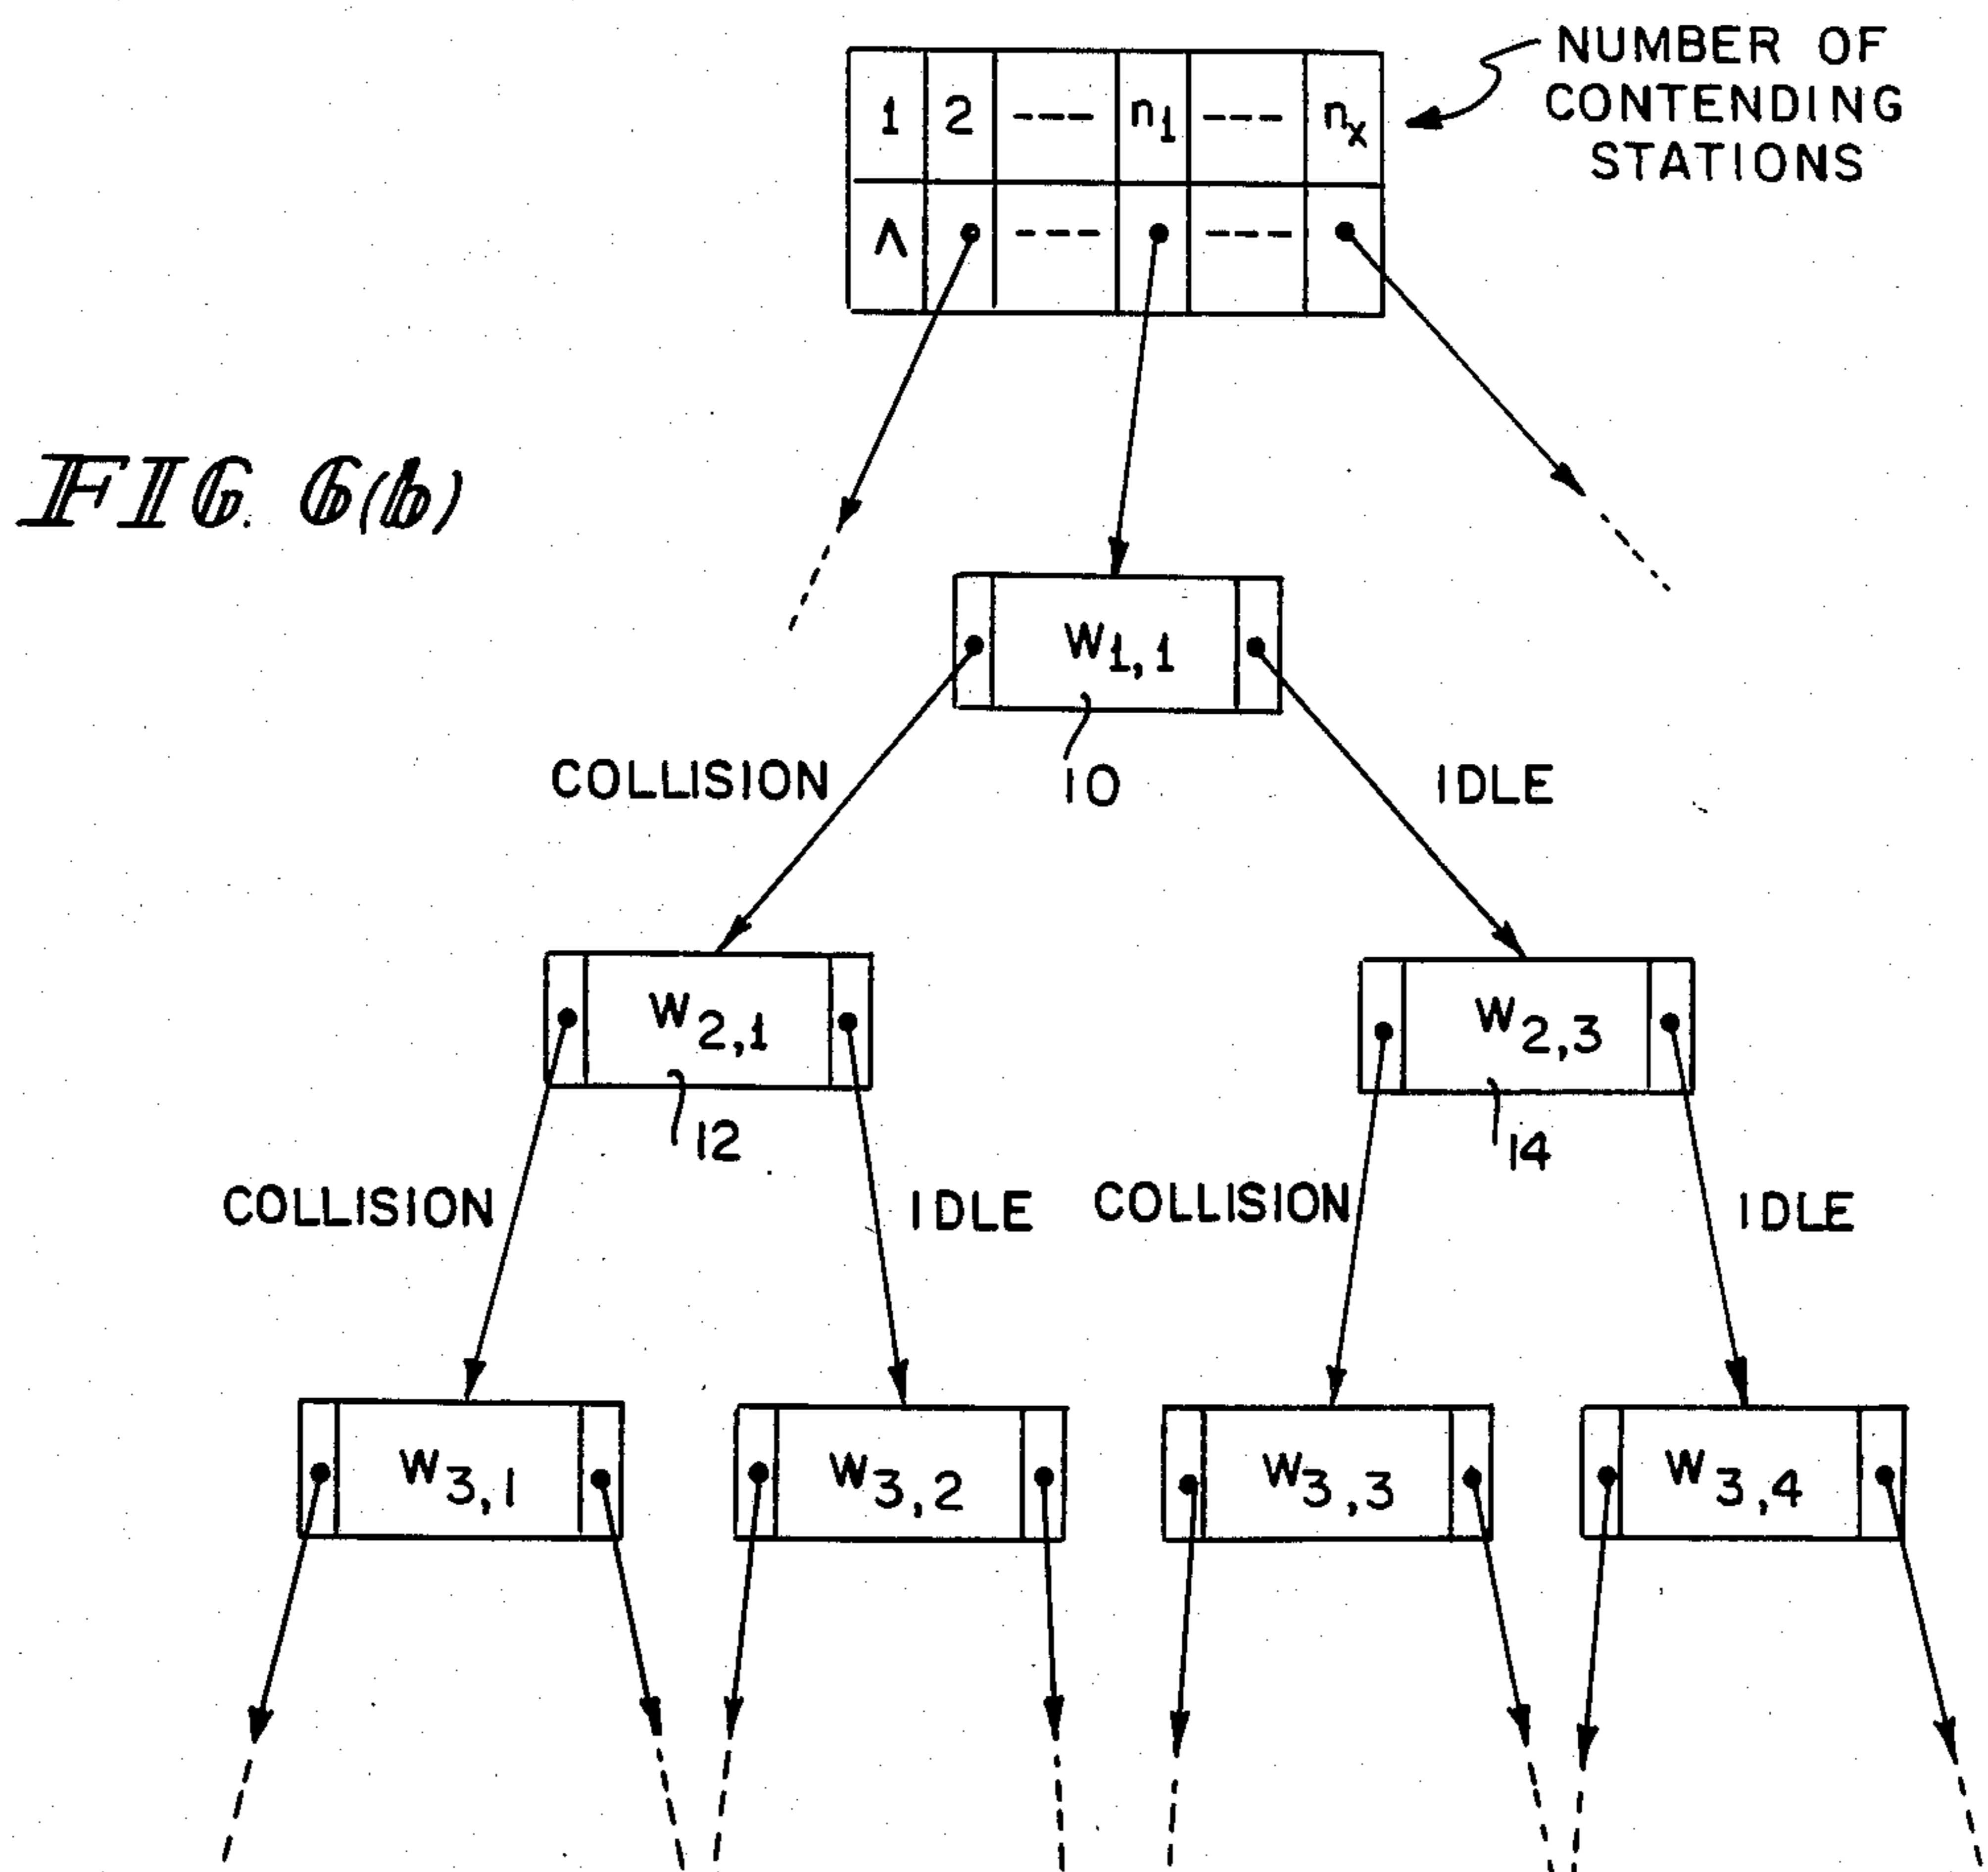 NUMBER OF
CONTENDING
STATIONS
1 2 ---- n1 ---- nx
Λ ---- ----
FIG. 6(b)
W1,1
10
COLLISION IDLE
W2,1 W2,3
12 14
COLLISION IDLE COLLISION IDLE
W3,1 W3,2 W3,3 W3,4